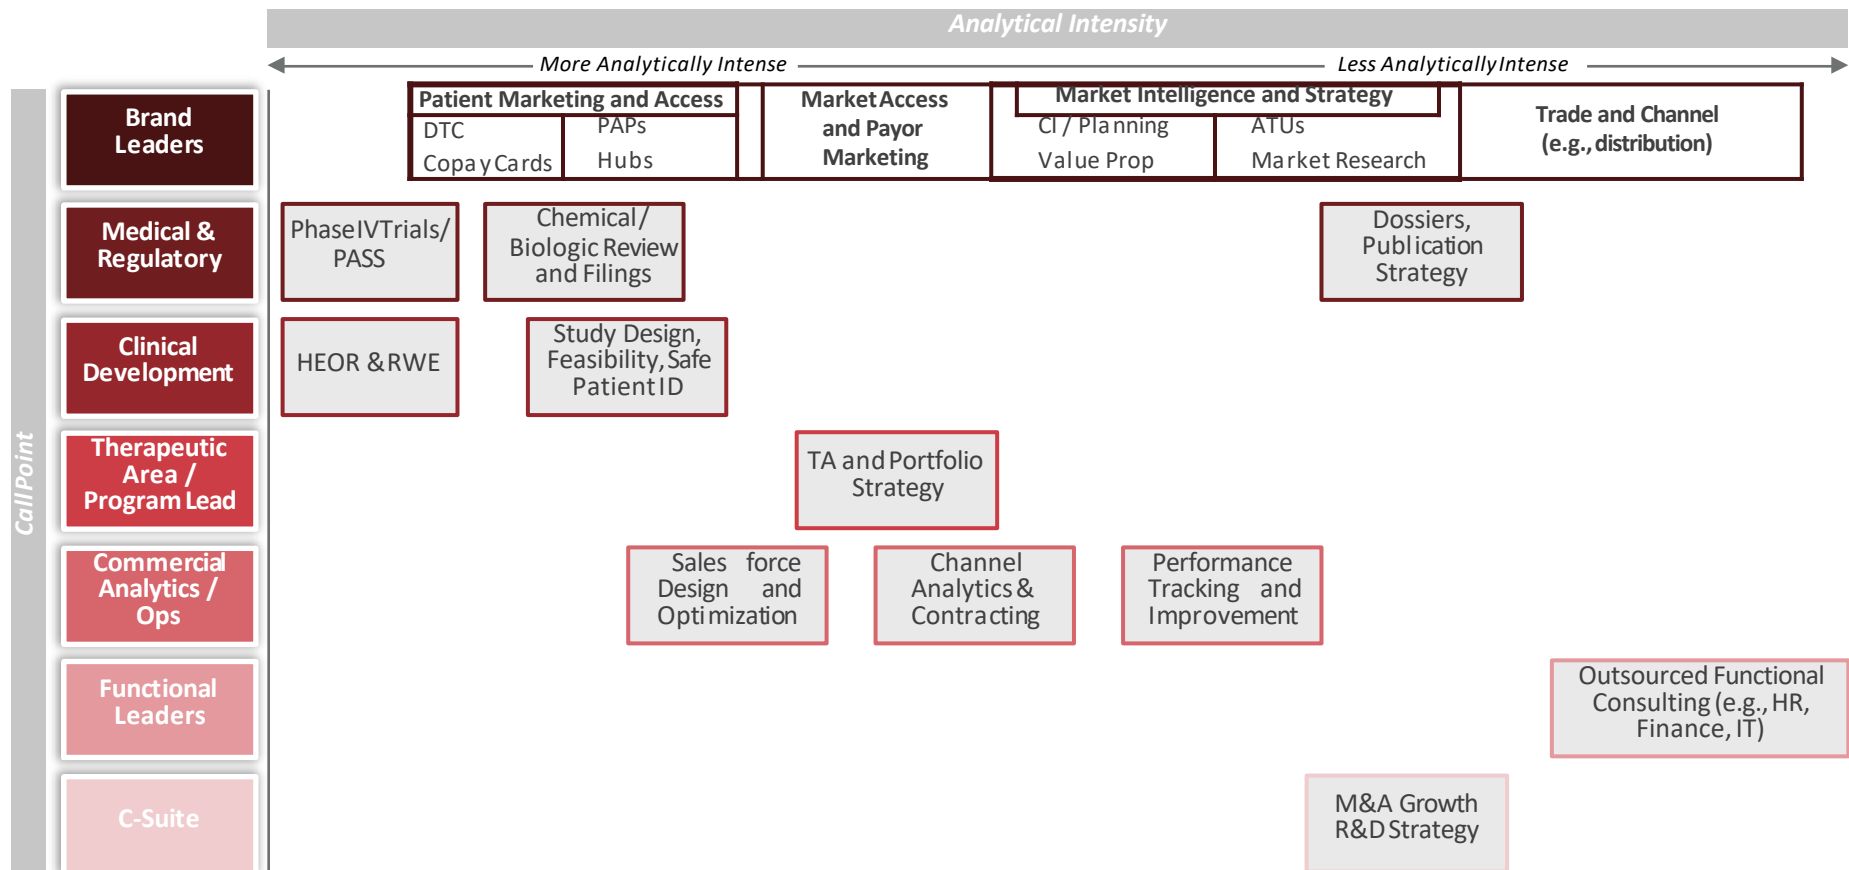 Analytical Intensity
More Analytically Intense
Less Analytically Intense
Call Point
Brand
Leaders
Patient Marketing and Access
DTC
Copay Cards
PAPs
Hubs
Market Access
and Payor
Marketing
Market Intelligence and Strategy
CI / Planning
Value Prop
ATUs
Market Research
Trade and Channel
(e.g., distribution)
Medical &
Regulatory
Phase IV Trials/
PASS
Chemical/
Biologic Review
and Filings
Dossiers,
Publication
Strategy
Clinical
Development
HEOR & RWE
Study Design,
Feasibility, Safe
Patient ID
Therapeutic
Area /
Program Lead
TA and Portfolio
Strategy
Commercial
Analytics /
Ops
Sales force
Design and
Optimization
Channel
Analytics &
Contracting
Performance
Tracking and
Improvement
Functional
Leaders
Outsourced Functional
Consulting (e.g., HR,
Finance, IT)
C-Suite
M&A Growth
R&D Strategy